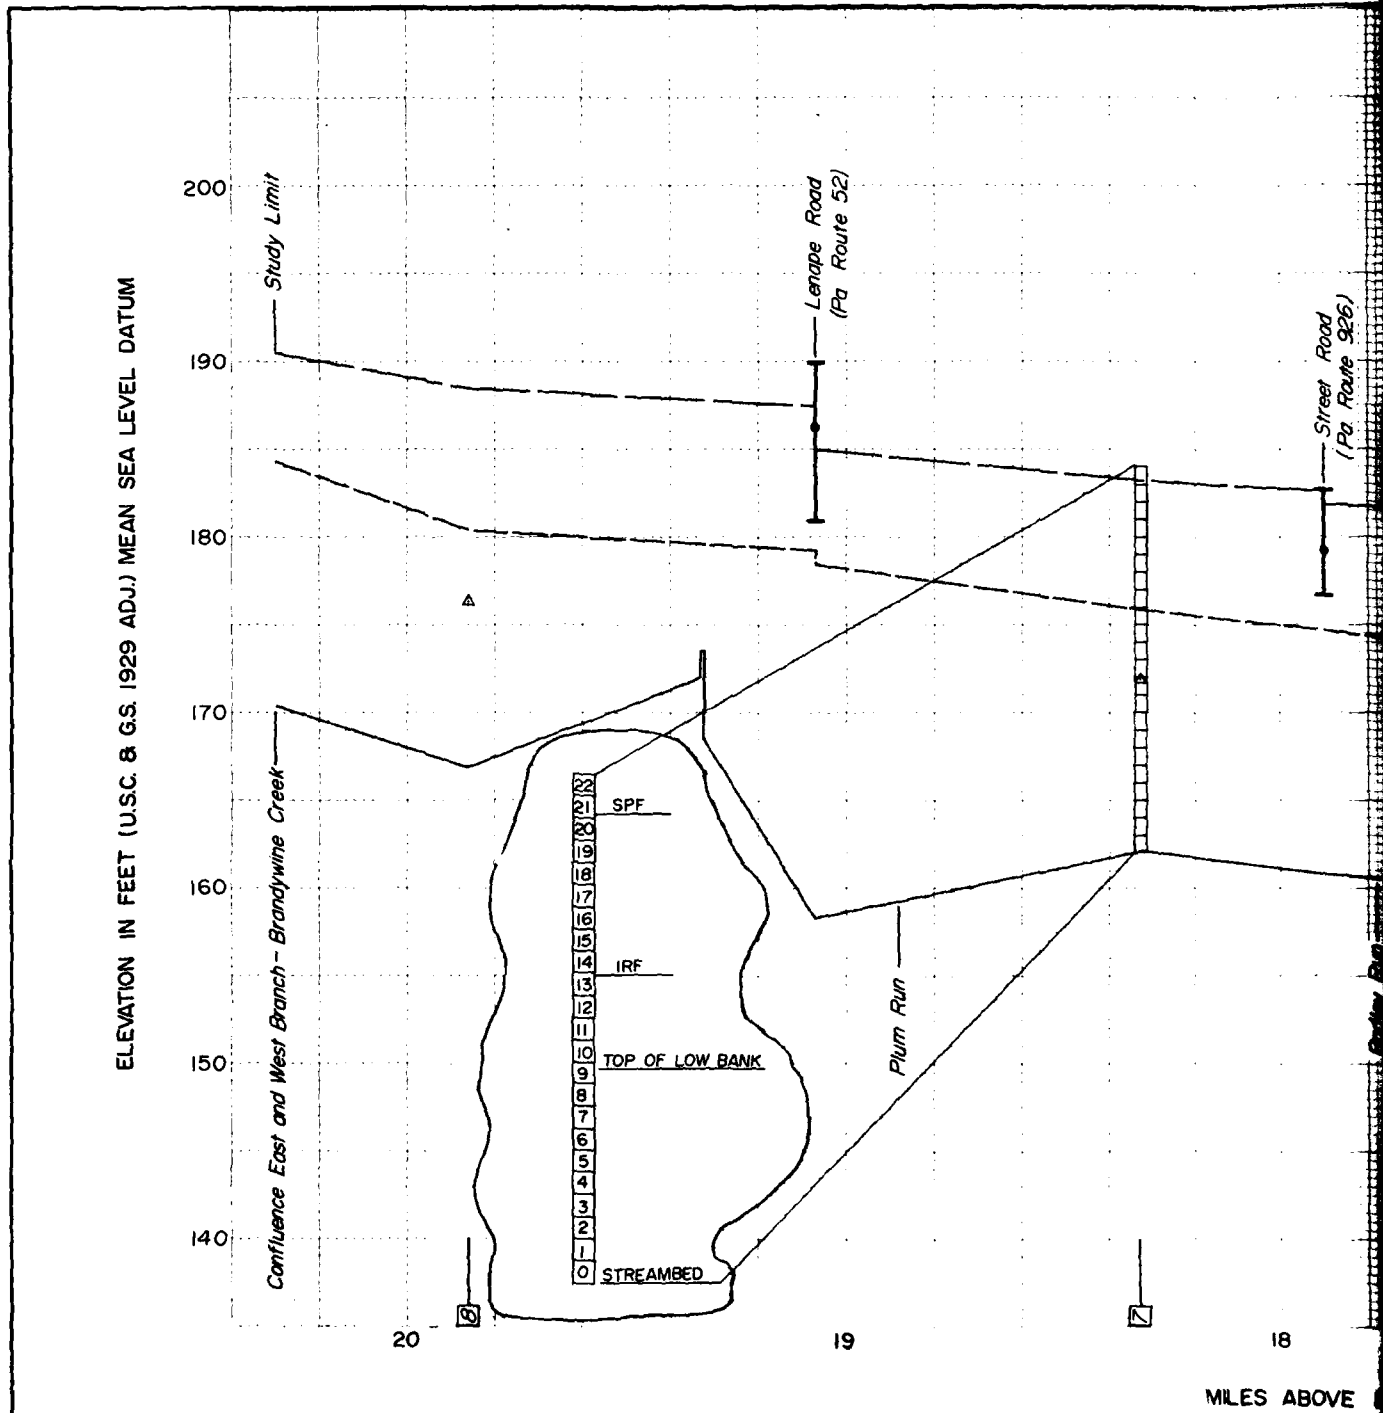 ELEVATION IN FEET (U.S.C. & G.S. 1929 ADJ.) MEAN SEA LEVEL DATUM
200
190
180
170
160
150
140
Study Limit
Lenape Road
(Pa Route 52)
Street Road
(Pa. Route 926)
Confluence East and West Branch - Brandywine Creek
Plum Run
22
21
20
19
18
17
16
15
14
13
12
11
10
9
8
7
6
5
4
3
2
1
0
SPF
IRF
TOP OF LOW BANK
STREAMBED
8
7
20
19
18
MILES ABOVE